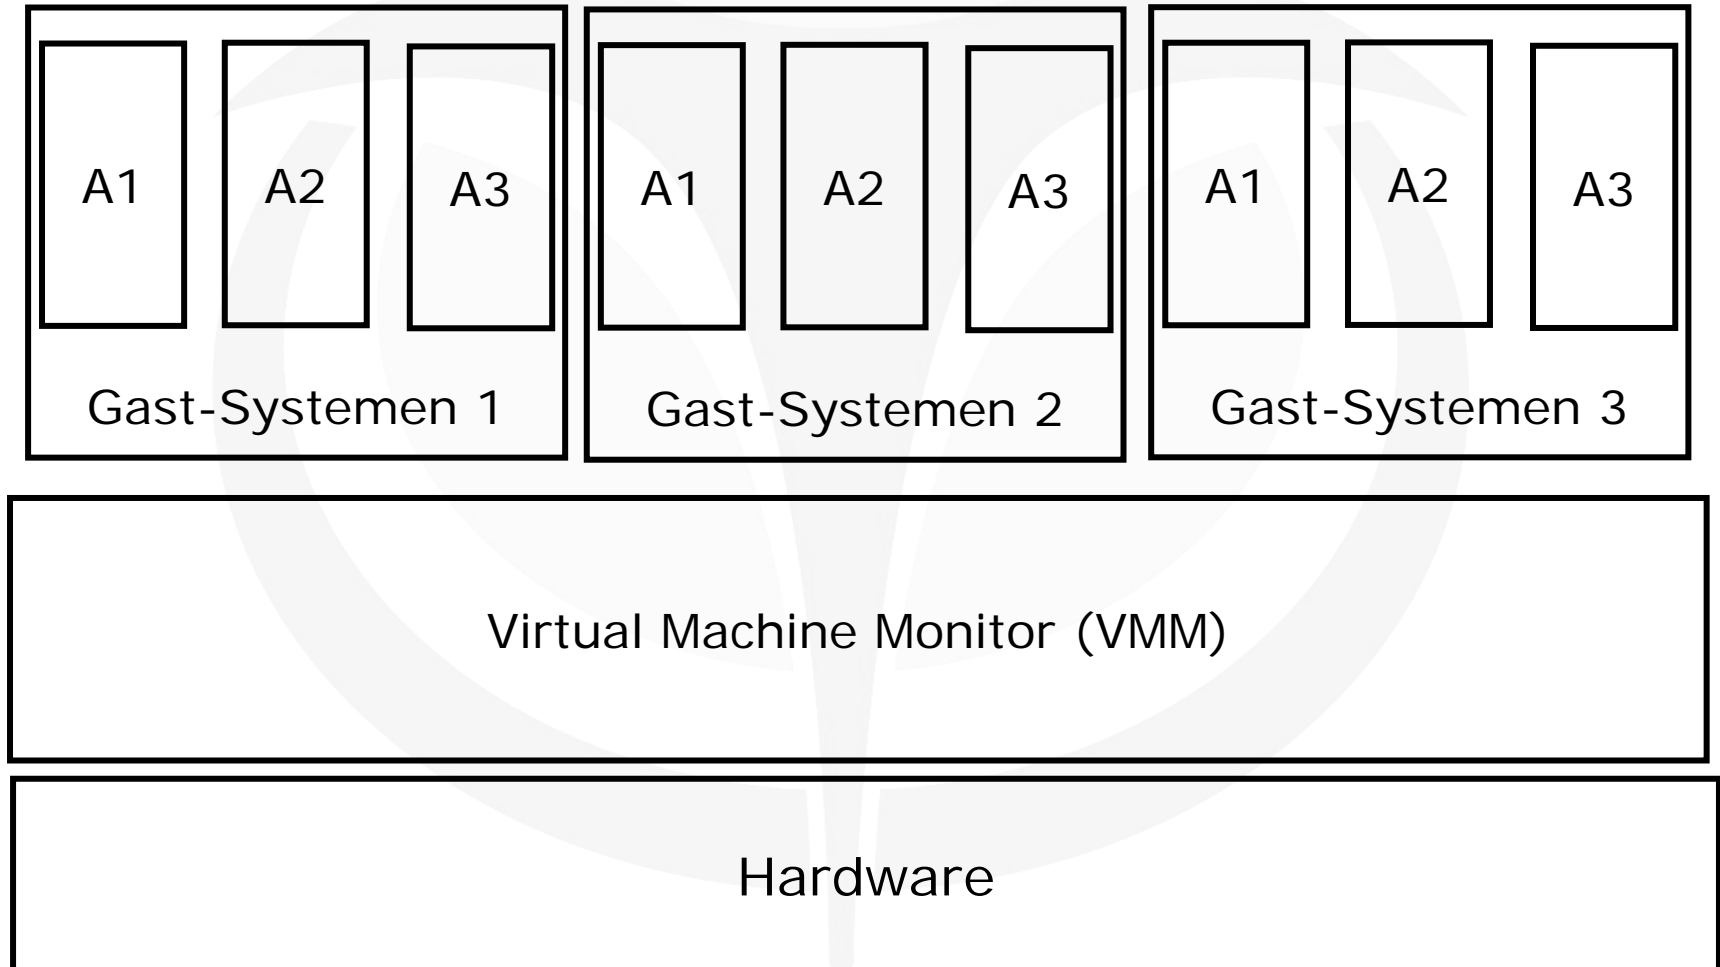 A1 A2 A3 A1 A2 A3 A1 A2 A3
Gast-Systemen 1 Gast-Systemen 2 Gast-Systemen 3
Virtual Machine Monitor (VMM)
Hardware